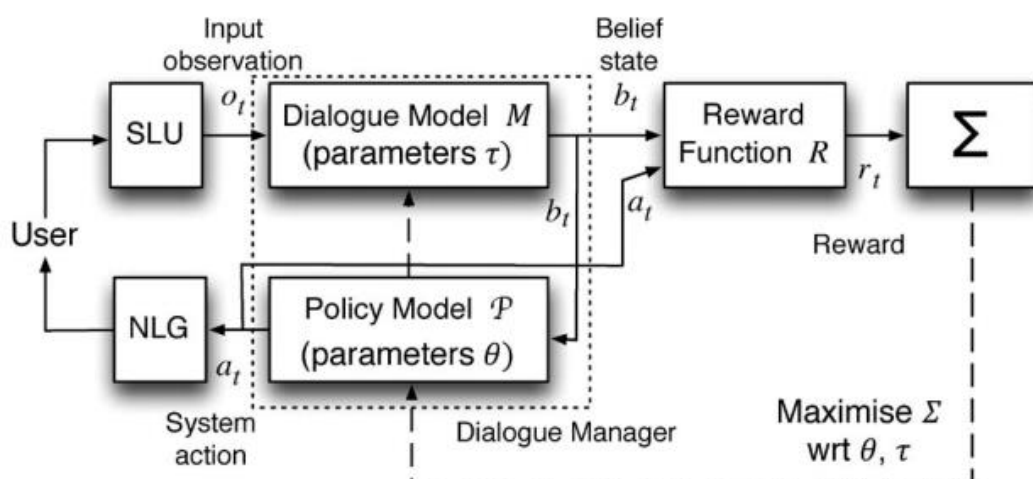 Input
observation
Belief
state
SLU
o_t
Dialogue Model M
(parameters τ)
b_t
Reward
Function R
Σ
r_t
b_t
a_t
User
Reward
NLG
a_t
Policy Model 𝒫
(parameters θ)
System
action
Dialogue Manager
Maximise Σ
wrt θ, τ